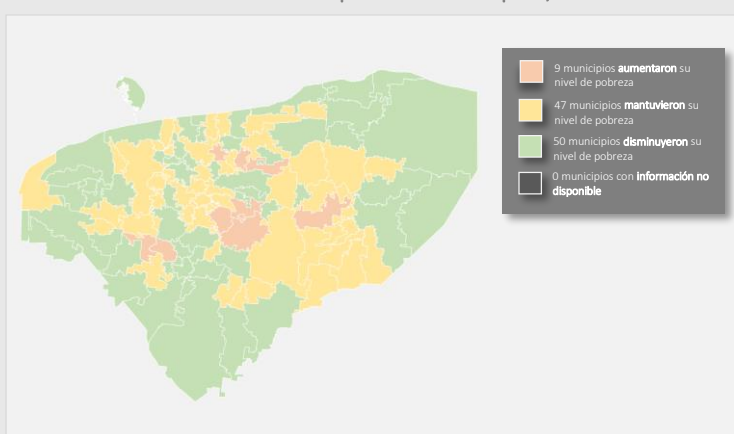 9 municipios aumentaron su
nivel de pobreza
47 municipios mantuvieron su
nivel de pobreza
50 municipios disminuyeron su
nivel de pobreza
0 municipios con información no
disponible